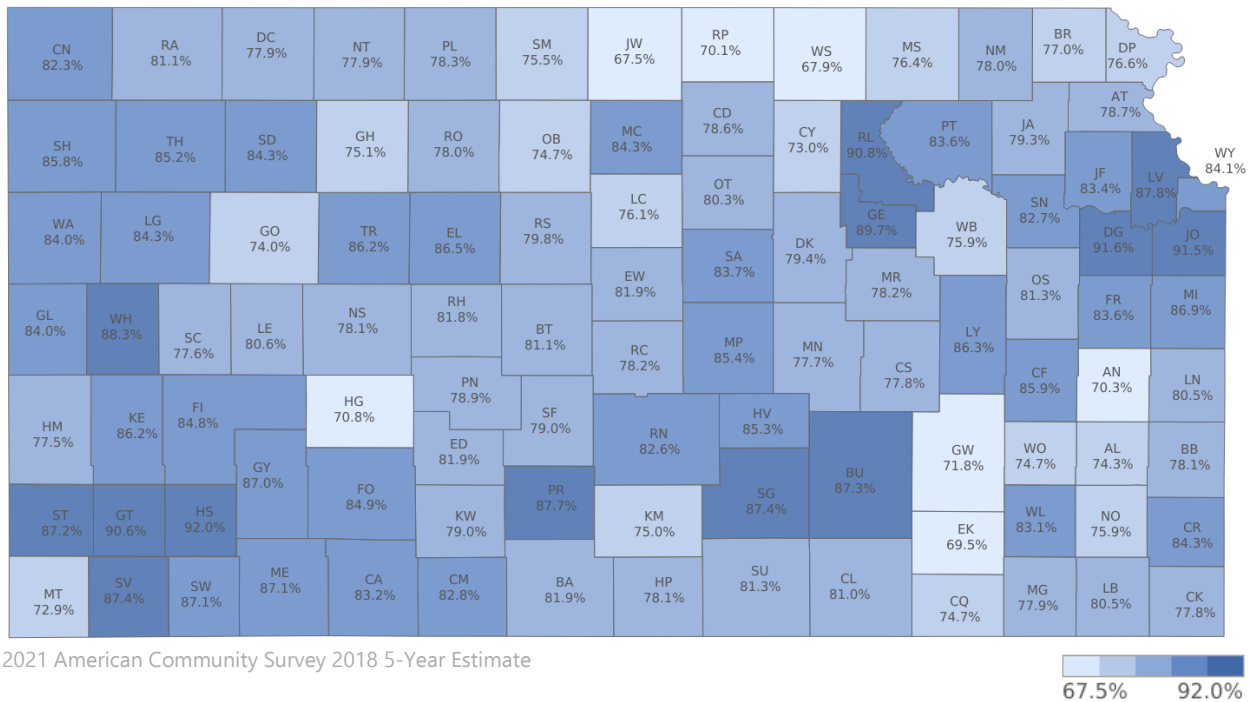 CN
82.3%
RA
81.1%
DC
77.9%
NT
77.9%
PL
78.3%
SM
75.5%
JW
67.5%
RP
70.1%
WS
67.9%
MS
76.4%
NM
78.0%
BR
77.0%
DP
76.6%
SH
85.8%
TH
85.2%
SD
84.3%
GH
75.1%
RO
78.0%
OB
74.7%
MC
84.3%
CD
78.6%
CY
73.0%
RL
90.8%
PT
83.6%
JA
79.3%
AT
78.7%
JF
83.4%
LV
87.8%
WY
84.1%
WA
84.0%
LG
84.3%
GO
74.0%
TR
86.2%
EL
86.5%
RS
79.8%
LC
76.1%
OT
80.3%
SA
83.7%
DK
79.4%
GE
89.7%
WB
75.9%
SN
82.7%
DG
91.6%
JO
91.5%
GL
84.0%
WH
88.3%
SC
77.6%
LE
80.6%
NS
78.1%
RH
81.8%
BT
81.1%
EW
81.9%
RC
78.2%
MP
85.4%
MN
77.7%
MR
78.2%
CS
77.8%
LY
86.3%
OS
81.3%
FR
83.6%
MI
86.9%
HM
77.5%
KE
86.2%
FI
84.8%
HG
70.8%
PN
78.9%
SF
79.0%
CF
85.9%
AN
70.3%
LN
80.5%
GY
87.0%
FO
84.9%
ED
81.9%
RN
82.6%
HV
85.3%
BU
87.3%
GW
71.8%
WO
74.7%
AL
74.3%
BB
78.1%
ST
87.2%
GT
90.6%
HS
92.0%
KW
79.0%
PR
87.7%
KM
75.0%
SG
87.4%
EK
69.5%
WL
83.1%
NO
75.9%
CR
84.3%
MT
72.9%
SV
87.4%
SW
87.1%
ME
87.1%
CA
83.2%
CM
82.8%
BA
81.9%
HP
78.1%
SU
81.3%
CL
81.0%
CQ
74.7%
MG
77.9%
LB
80.5%
CK
77.8%
2021 American Community Survey 2018 5-Year Estimate
67.5% 92.0%